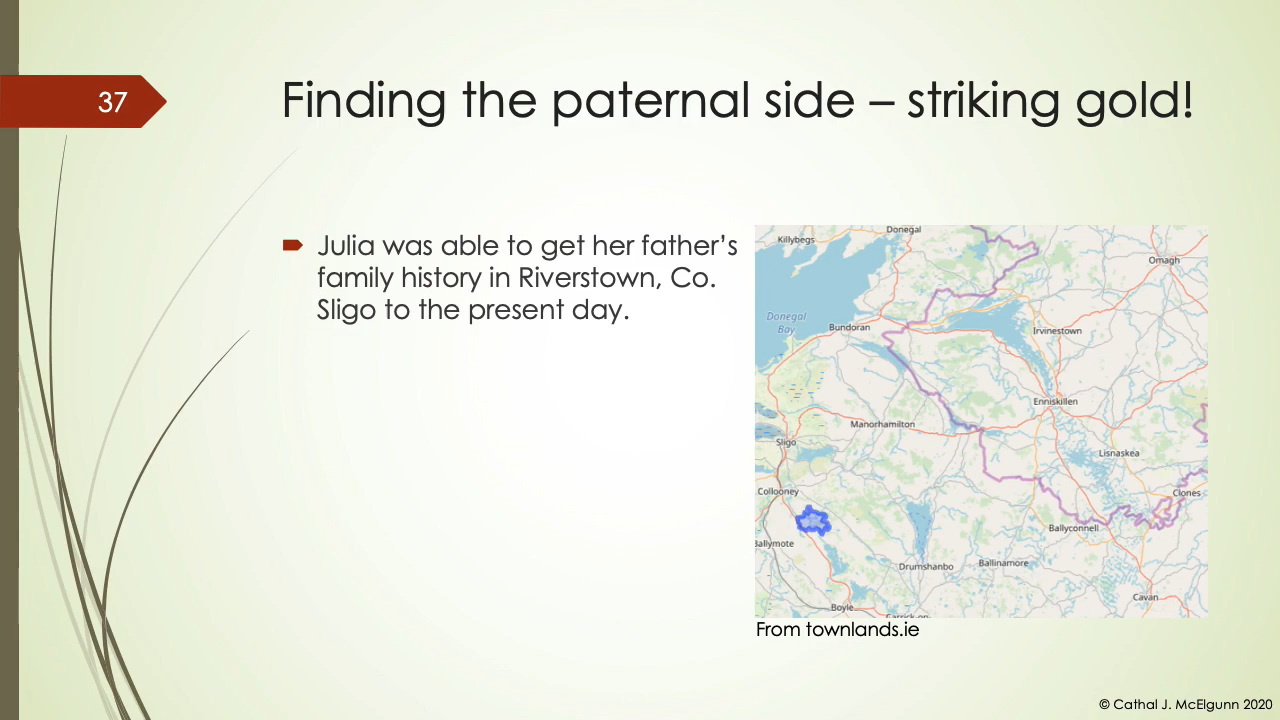 37
Finding the paternal side – striking gold!
Julia was able to get her father’s
family history in Riverstown, Co.
Sligo to the present day.
Donegal
Killybegs
Omagh
Donegal
Bay
Bundoran
Irvinestown
Enniskillen
Manorhamilton
Sligo
Lisnaskea
Collooney
Clones
Ballyconnell
Ballymote
Drumshanbo
Ballinamore
Cavan
Boyle
Carrick-on-
From townlands.ie
© Cathal J. McElgunn 2020